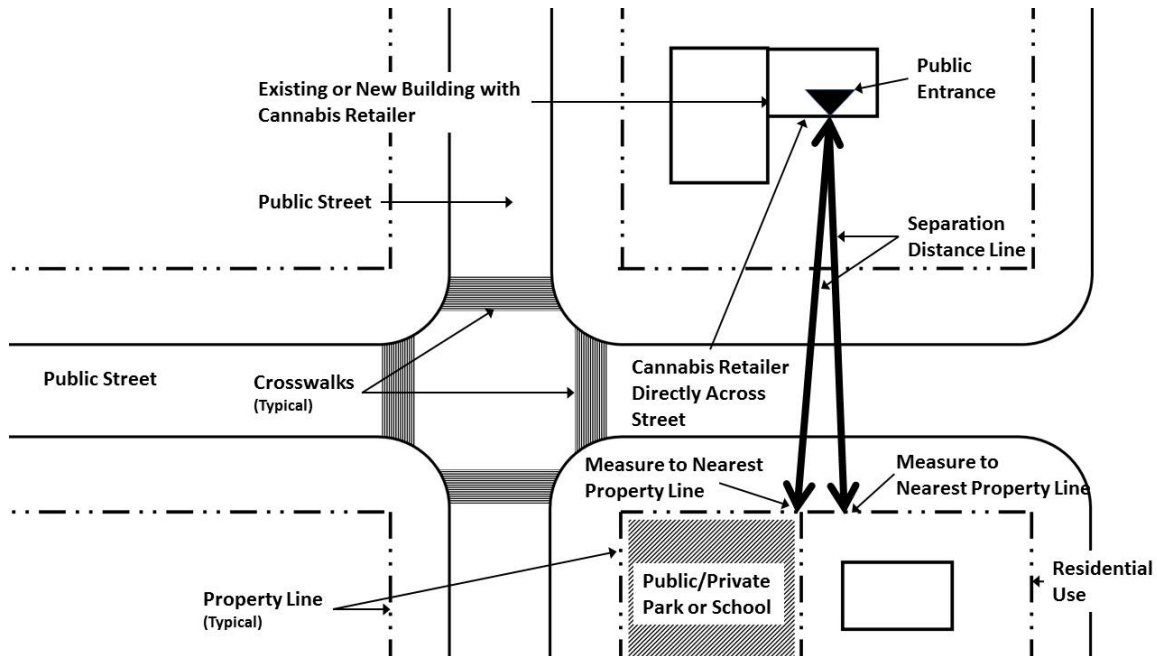 Public
Entrance
Existing or New Building with
Cannabis Retailer
Public Street
Separation
Distance Line
Public Street
Crosswalks
(Typical)
Cannabis Retailer
Directly Across
Street
Measure to Nearest
Property Line
Measure to
Nearest Property Line
Public/Private
Park or School
Residential
Use
Property Line
(Typical)